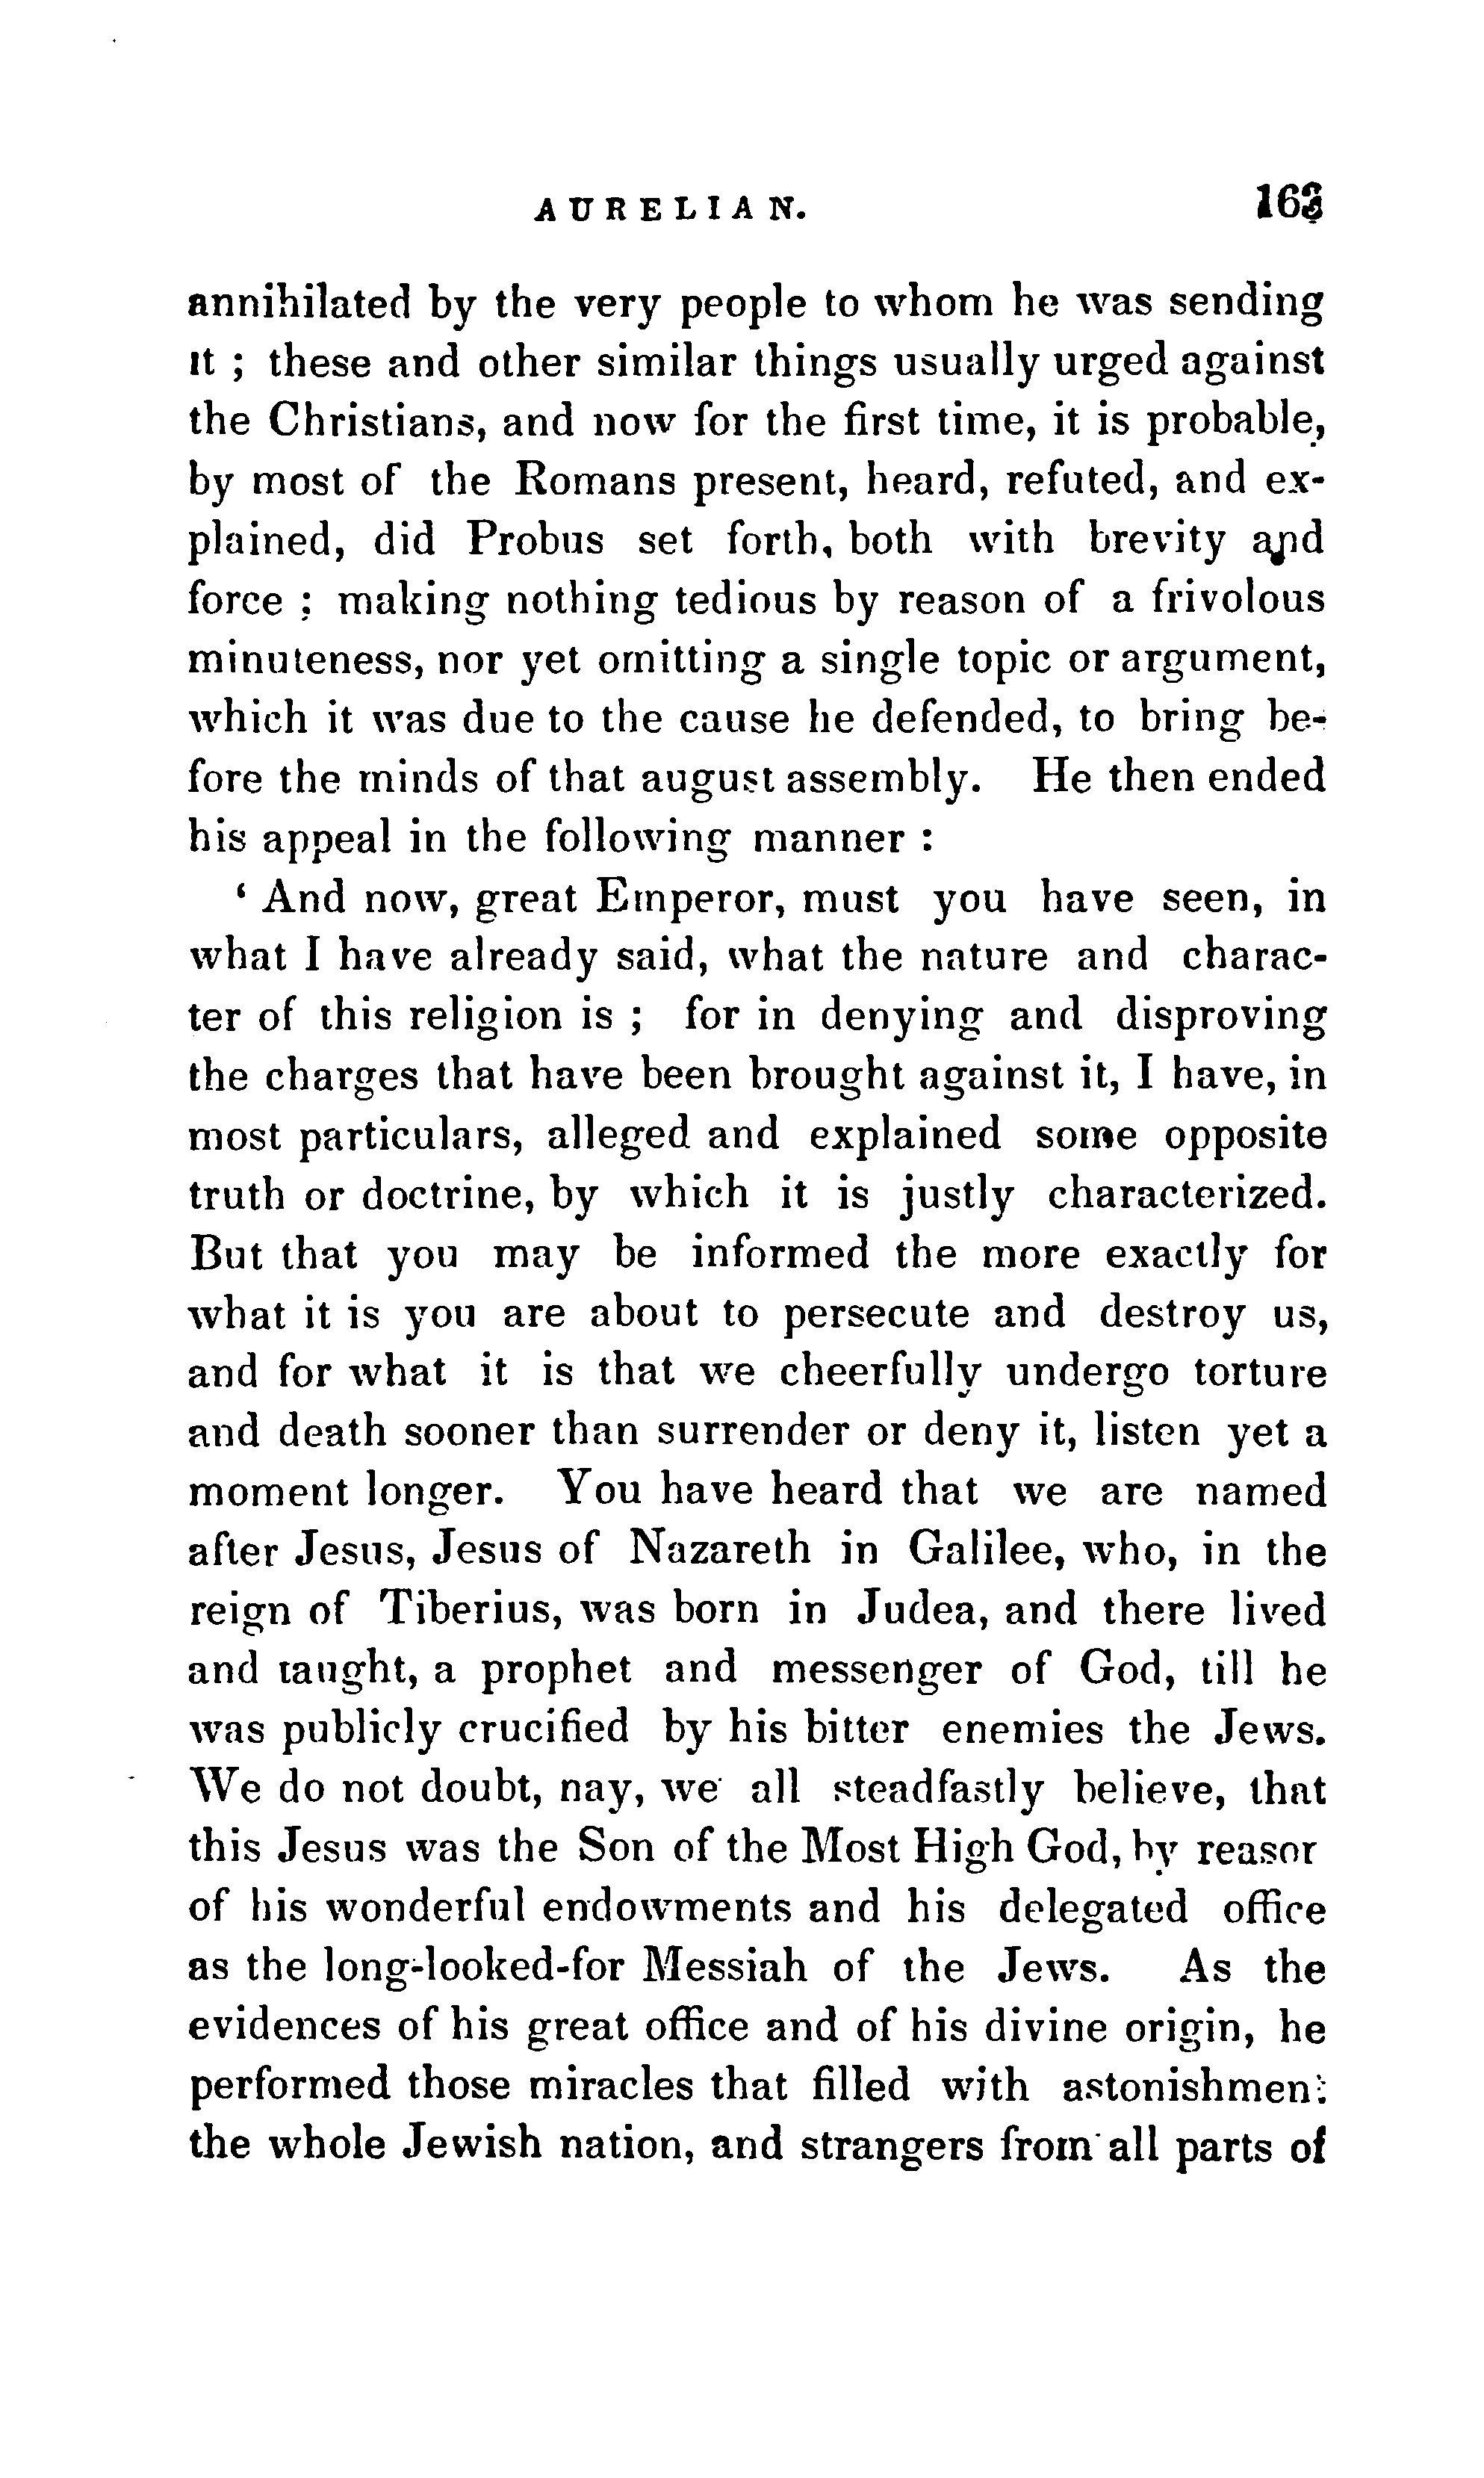 AURELIAN. 163
annihilated by the very people to whom he was sending
it ; these and other similar things usually urged against
the Christians, and now for the first time, it is probable,
by most of the Romans present, heard, refuted, and ex-
plained, did Probus set forth, both with brevity and
force ; making nothing tedious by reason of a frivolous
minuteness, nor yet omitting a single topic or argument,
which it was due to the cause he defended, to bring be-
fore the minds of that august assembly. He then ended
his appeal in the following manner :
‘ And now, great Emperor, must you have seen, in
what I have already said, what the nature and charac-
ter of this religion is ; for in denying and disproving
the charges that have been brought against it, I have, in
most particulars, alleged and explained some opposite
truth or doctrine, by which it is justly characterized.
But that you may be informed the more exactly for
what it is you are about to persecute and destroy us,
and for what it is that we cheerfully undergo torture
and death sooner than surrender or deny it, listen yet a
moment longer. You have heard that we are named
after Jesus, Jesus of Nazareth in Galilee, who, in the
reign of Tiberius, was born in Judea, and there lived
and taught, a prophet and messenger of God, till he
was publicly crucified by his bitter enemies the Jews.
We do not doubt, nay, we all steadfastly believe, that
this Jesus was the Son of the Most High God, by reason
of his wonderful endowments and his delegated office
as the long-looked-for Messiah of the Jews. As the
evidences of his great office and of his divine origin, he
performed those miracles that filled with astonishment
the whole Jewish nation, and strangers from all parts of